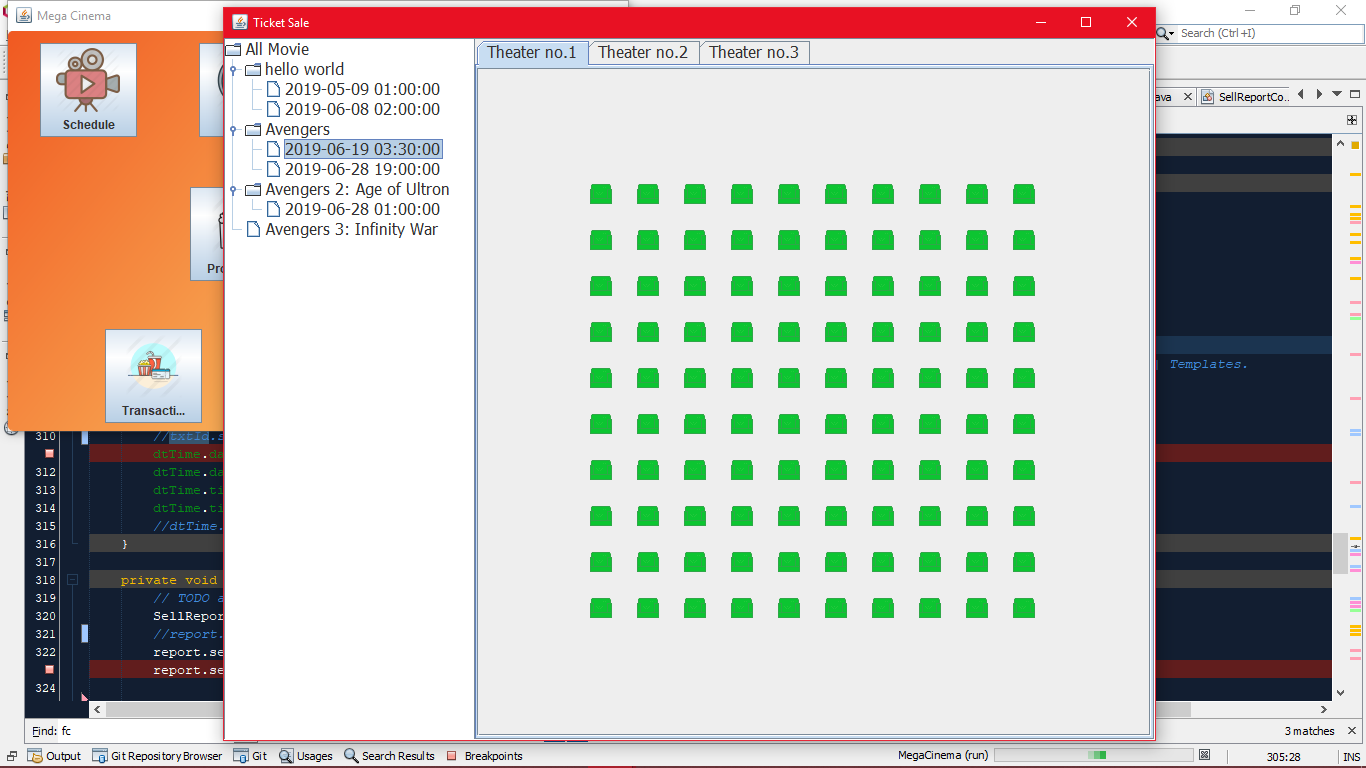 Mega Cinema
Ticket Sale
Search (Ctrl+I)
All Movie
hello world
2019-05-09 01:00:00
2019-06-08 02:00:00
Avengers
2019-06-19 03:30:00
2019-06-28 19:00:00
Avengers 2: Age of Ultron
2019-06-28 01:00:00
Avengers 3: Infinity War
Theater no.1
Theater no.2
Theater no.3
Schedule
Pro
Transacti...
ava
SellReportCo..
Templates.
310 //txtId.s
dtTime.da
312 dtTime.da
313 dtTime.ti
314 dtTime.ti
315 //dtTime.
316 }
317
318 private void
319 // TODO a
320 SellRepor
321 //report.
322 report.se
report.se
324
Find: fc
3 matches
Output
Git Repository Browser
Git
Usages
Search Results
Breakpoints
MegaCinema (run)
305:28
INS